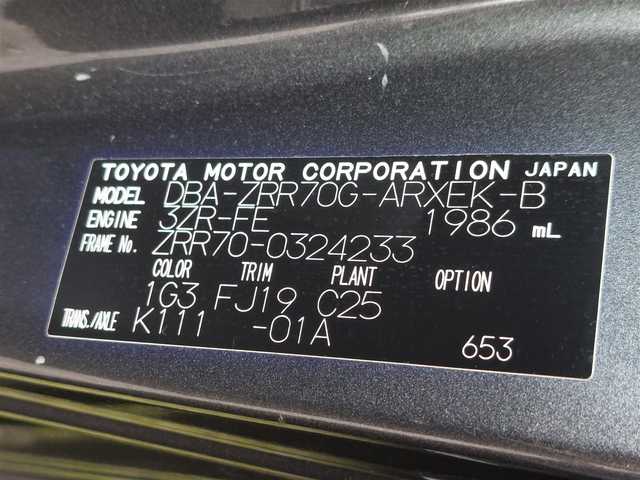 TOYOTA MOTOR CORPORATION JAPAN
MODEL DBA-ZRR70G-ARXEK-B
ENGINE 3ZR-FE 1986 mL
FRAME No. ZRR70-0324233
COLOR TRIM PLANT OPTION
1G3 FJ19 C25
TRANS./AXLE K111 -01A
653